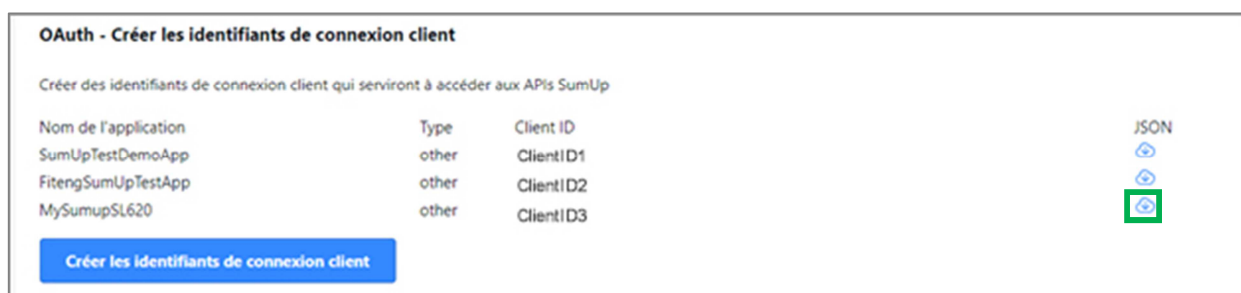 OAuth - Créer les identifiants de connexion client
Créer des identifiants de connexion client qui serviront à accéder aux APIs SumUp
Nom de l'application Type Client ID JSON
SumUpTestDemoApp other ClientID1
FitengSumUpTestApp other ClientID2
MySumupSL620 other ClientID3
Créer les identifiants de connexion client